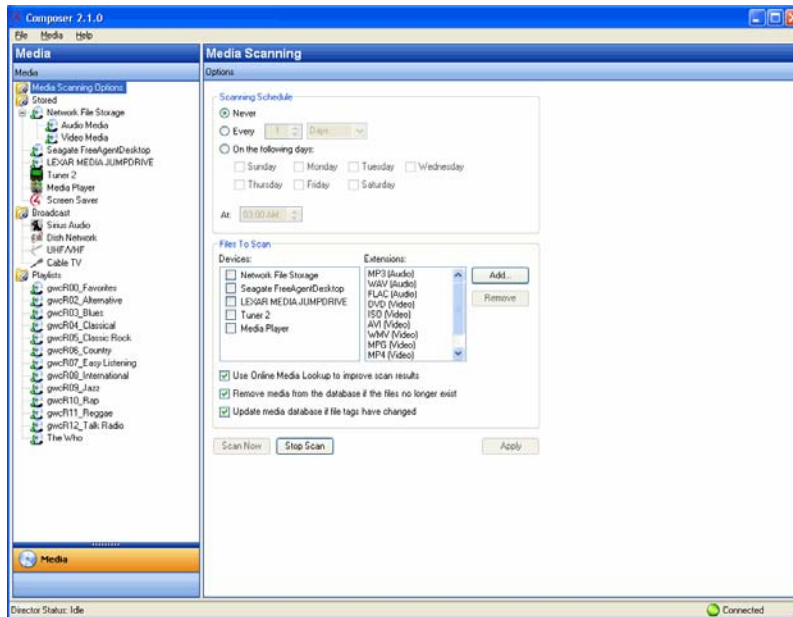 Composer 2.1.0
File Media Help
Media
Media
Media Scanning Options
Stored
Network File Storage
Audio Media
Video Media
Seagate FreeAgentDesktop
LEXAR MEDIA JUMPDRIVE
Tuner 2
Media Player
Screen Saver
Broadcast
Sirius Audio
Dish Network
UHF/VHF
Cable TV
Playlists
gwcR00_Favorites
gwcR02_Alternative
gwcR03_Blues
gwcR04_Classical
gwcR05_Classic Rock
gwcR06_Country
gwcR07_Easy Listening
gwcR08_International
gwcR09_Jazz
gwcR10_Rap
gwcR11_Reggae
gwcR12_Talk Radio
The Who
Media
Media Scanning
Options
Scanning Schedule
Never
Every 1 Days
On the following days:
Sunday Monday Tuesday Wednesday
Thursday Friday Saturday
At: 03:00 AM
Files To Scan
Devices:
Network File Storage
Seagate FreeAgentDesktop
LEXAR MEDIA JUMPDRIVE
Tuner 2
Media Player
Extensions:
MP3 (Audio)
WAV (Audio)
FLAC (Audio)
DVD (Video)
ISO (Video)
AVI (Video)
WMV (Video)
MPG (Video)
MP4 (Video)
Add...
Remove
Use Online Media Lookup to improve scan results
Remove media from the database if the files no longer exist
Update media database if file tags have changed
Scan Now Stop Scan Apply
Director Status: Idle Connected